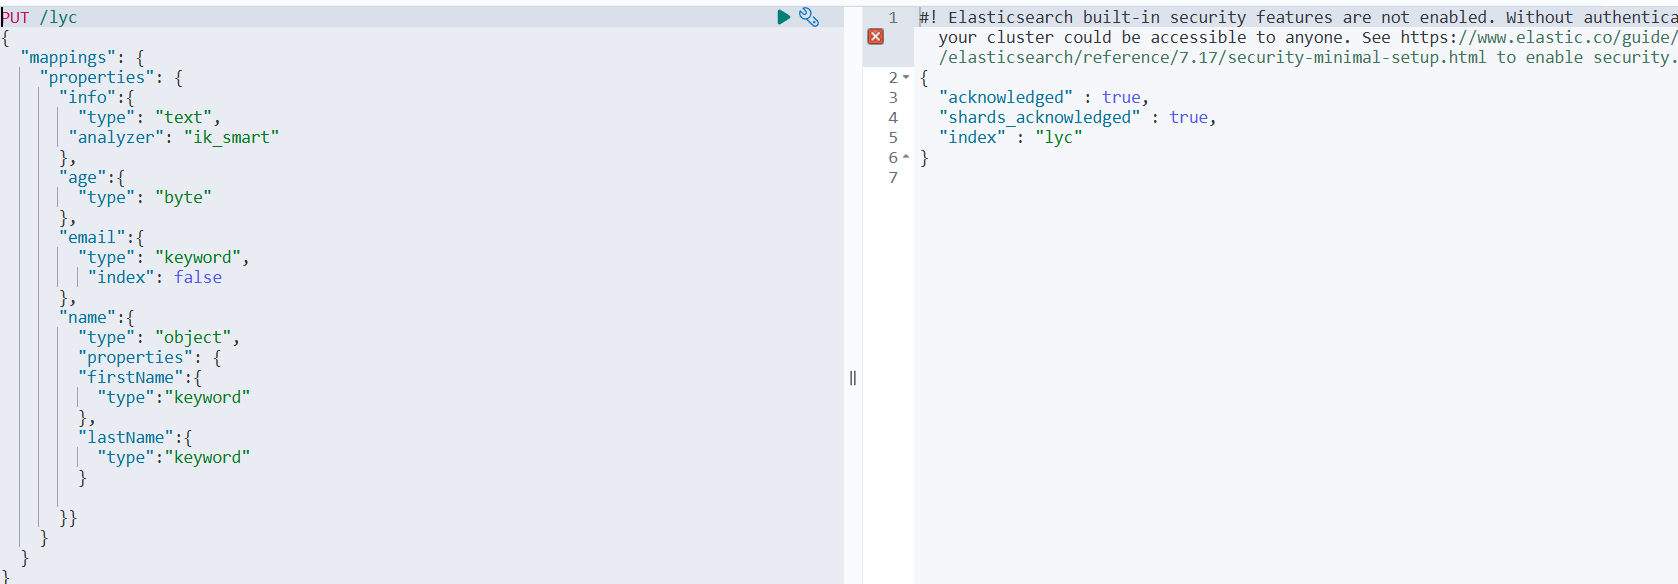 PUT /lyc
{
  "mappings": {
    "properties": {
      "info":{
        "type": "text",
       "analyzer": "ik_smart"
      },
      "age":{
        "type": "byte"
      },
      "email":{
        "type": "keyword",
         "index": false
      },
      "name":{
        "type": "object",
        "properties": {
        "firstName":{
          "type":"keyword"
        },
        "lastName":{
          "type":"keyword"
        }
      }}
    }
  }
}
1 #! Elasticsearch built-in security features are not enabled. Without authentica
your cluster could be accessible to anyone. See https://www.elastic.co/guide/
/elasticsearch/reference/7.17/security-minimal-setup.html to enable security.
2 {
3   "acknowledged" : true,
4   "shards_acknowledged" : true,
5   "index" : "lyc"
6 }
7